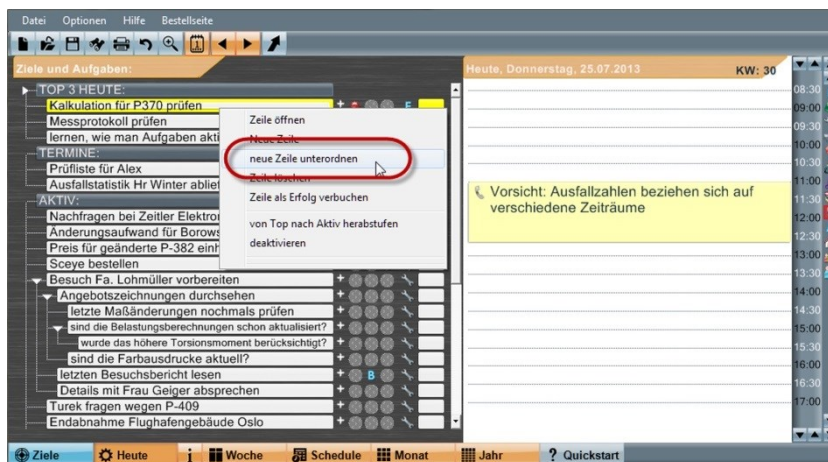 Datei Optionen Hilfe Bestellseite
Ziele und Aufgaben:
Heute, Donnerstag, 25.07.2013 KW: 30
TOP 3 HEUTE:
Kalkulation für P370 prüfen
Messprotokoll prüfen
lernen, wie man Aufgaben akti
TERMINE:
Prüfliste für Alex
Ausfallstatistik Hr Winter ablief
AKTIV:
Nachfragen bei Zeitler Elektro
Änderungsaufwand für Borows
Preis für geänderte P-382 einh
Sceye bestellen
Besuch Fa. Lohmüller vorbereiten
Angebotszeichnungen durchsehen
letzte Maßänderungen nochmals prüfen
sind die Belastungsberechnungen schon aktualisiert?
wurde das höhere Torsionsmoment berücksichtigt?
sind die Farbausdrucke aktuell?
letzten Besuchsbericht lesen B
Details mit Frau Geiger absprechen
Turek fragen wegen P-409
Endabnahme Flughafengebäude Oslo
Zeile öffnen
Neue Zeile
neue Zeile unterordnen
Zeile löschen
Zeile als Erfolg verbuchen
von Top nach Aktiv herabstufen
deaktivieren
Vorsicht: Ausfallzahlen beziehen sich auf
verschiedene Zeiträume
08:30
09:00
09:30
10:00
10:30
11:00
11:30
12:00
12:30
13:00
13:30
14:00
14:30
15:00
15:30
16:00
16:30
17:00
Ziele Heute i Woche Schedule Monat Jahr ? Quickstart